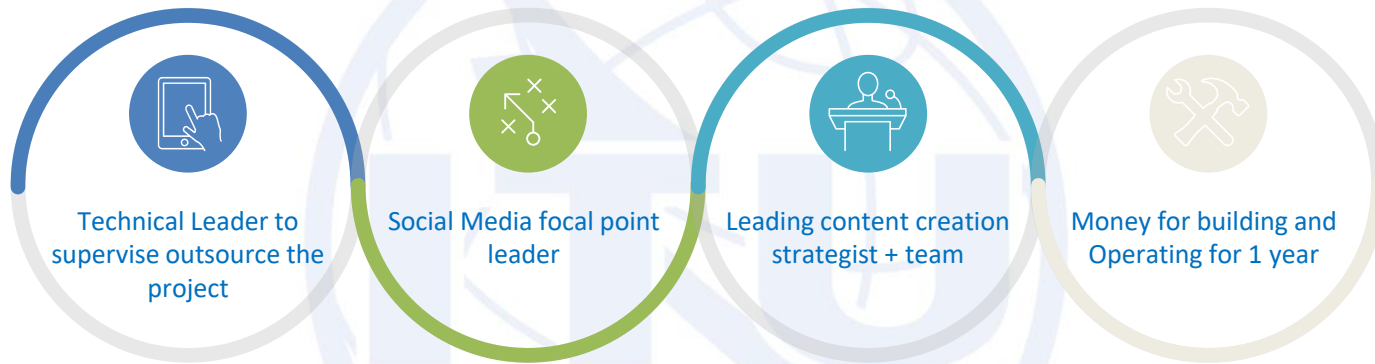 Technical Leader to
supervise outsource the
project
Social Media focal point
leader
Leading content creation
strategist + team
Money for building and
Operating for 1 year
ITU